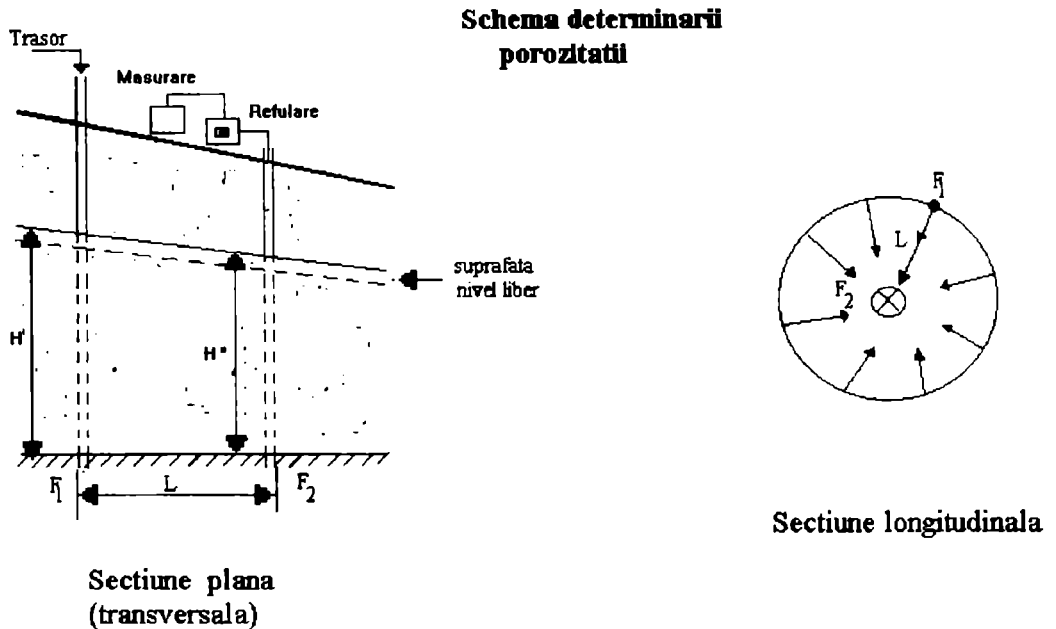 Schema determinarii
porozitatii
Trasor
Masurare
Refulare
suprafata
nivel liber
H'
H"
F1
L
F2
Sectiune plana
(transversala)
F1
L
F2
Sectiune longitudinala